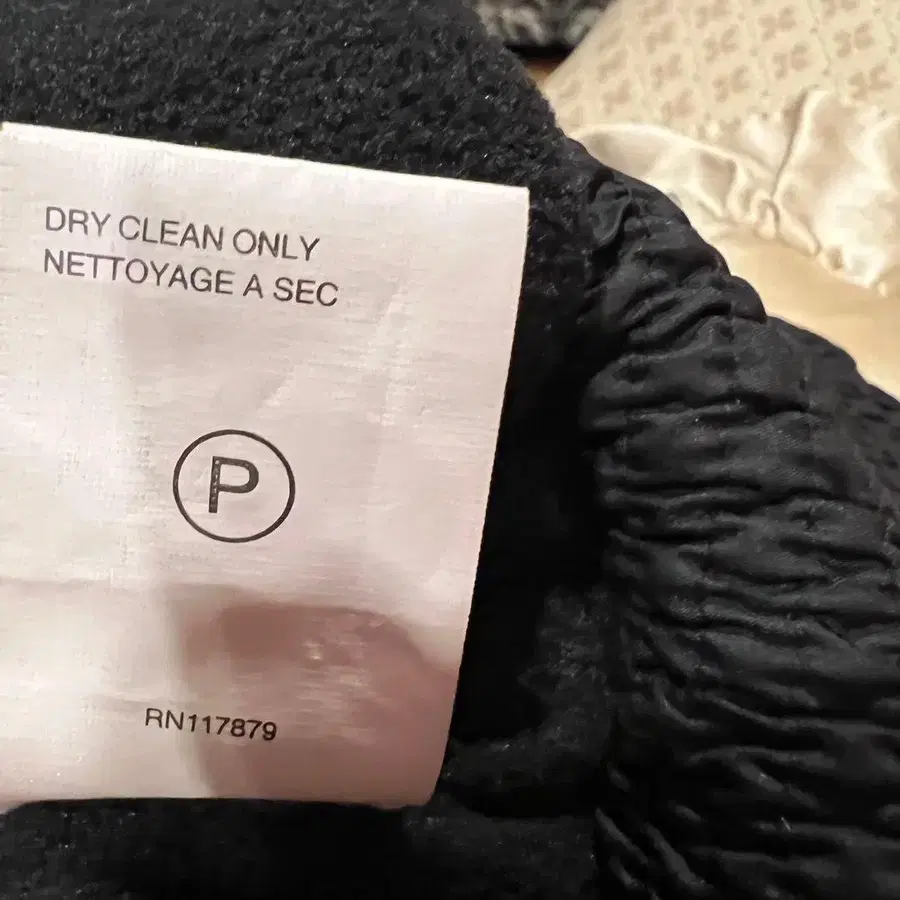 DRY CLEAN ONLY
NETTOYAGE A SEC
P
RN117879